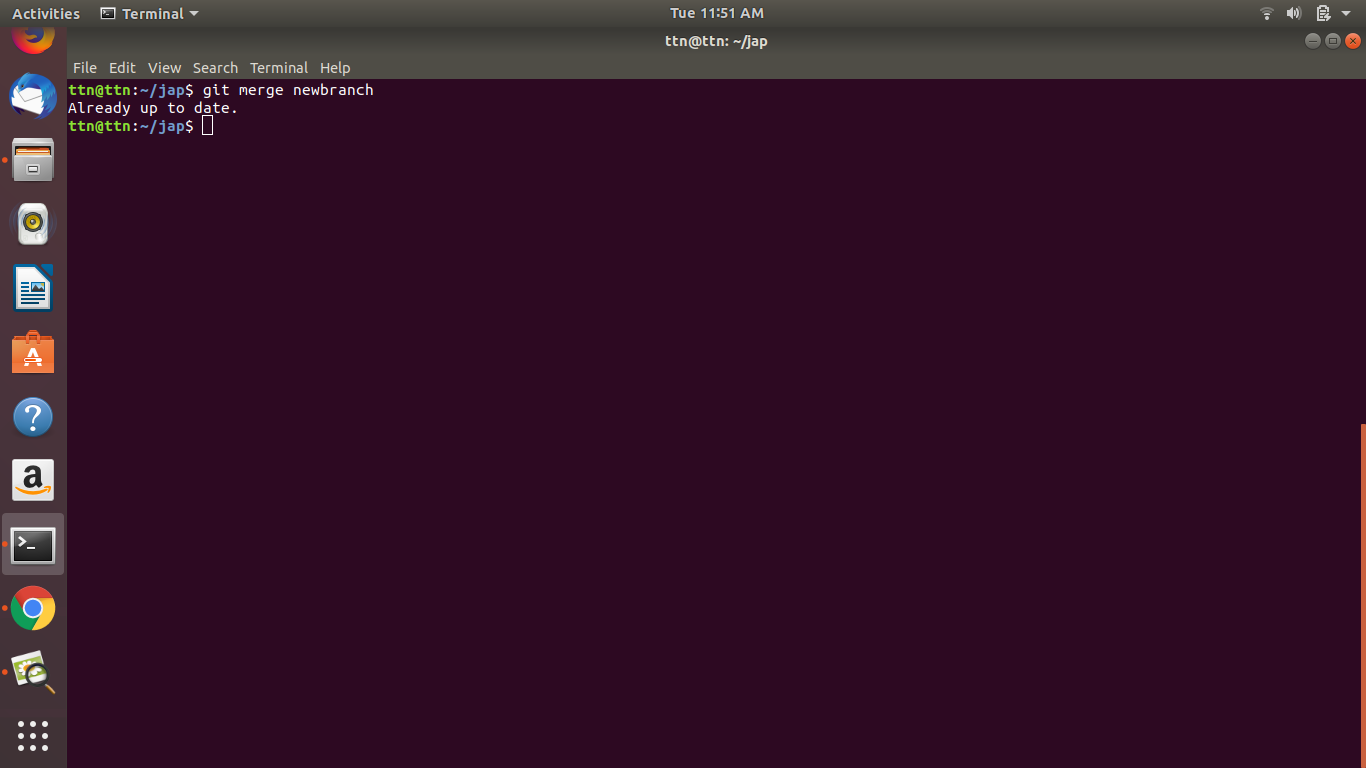 Activities Terminal Tue 11:51 AM
ttn@ttn: ~/jap
File Edit View Search Terminal Help
ttn@ttn:~/jap$ git merge newbranch
Already up to date.
ttn@ttn:~/jap$